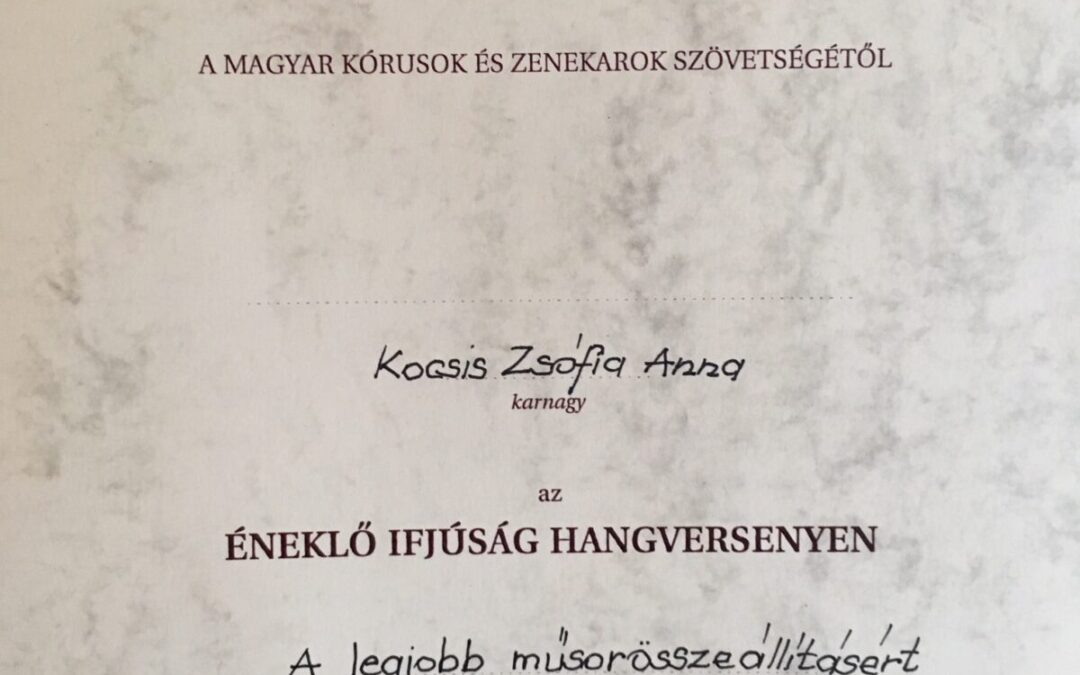 A MAGYAR KÓRUSOK ÉS ZENEKAROK SZÖVETSÉGÉTŐL
Kocsis Zsófia Anna
karnagy
az
ÉNEKLŐ IFJÚSÁG HANGVERSENYEN
A legjobb műsorösszeállításért